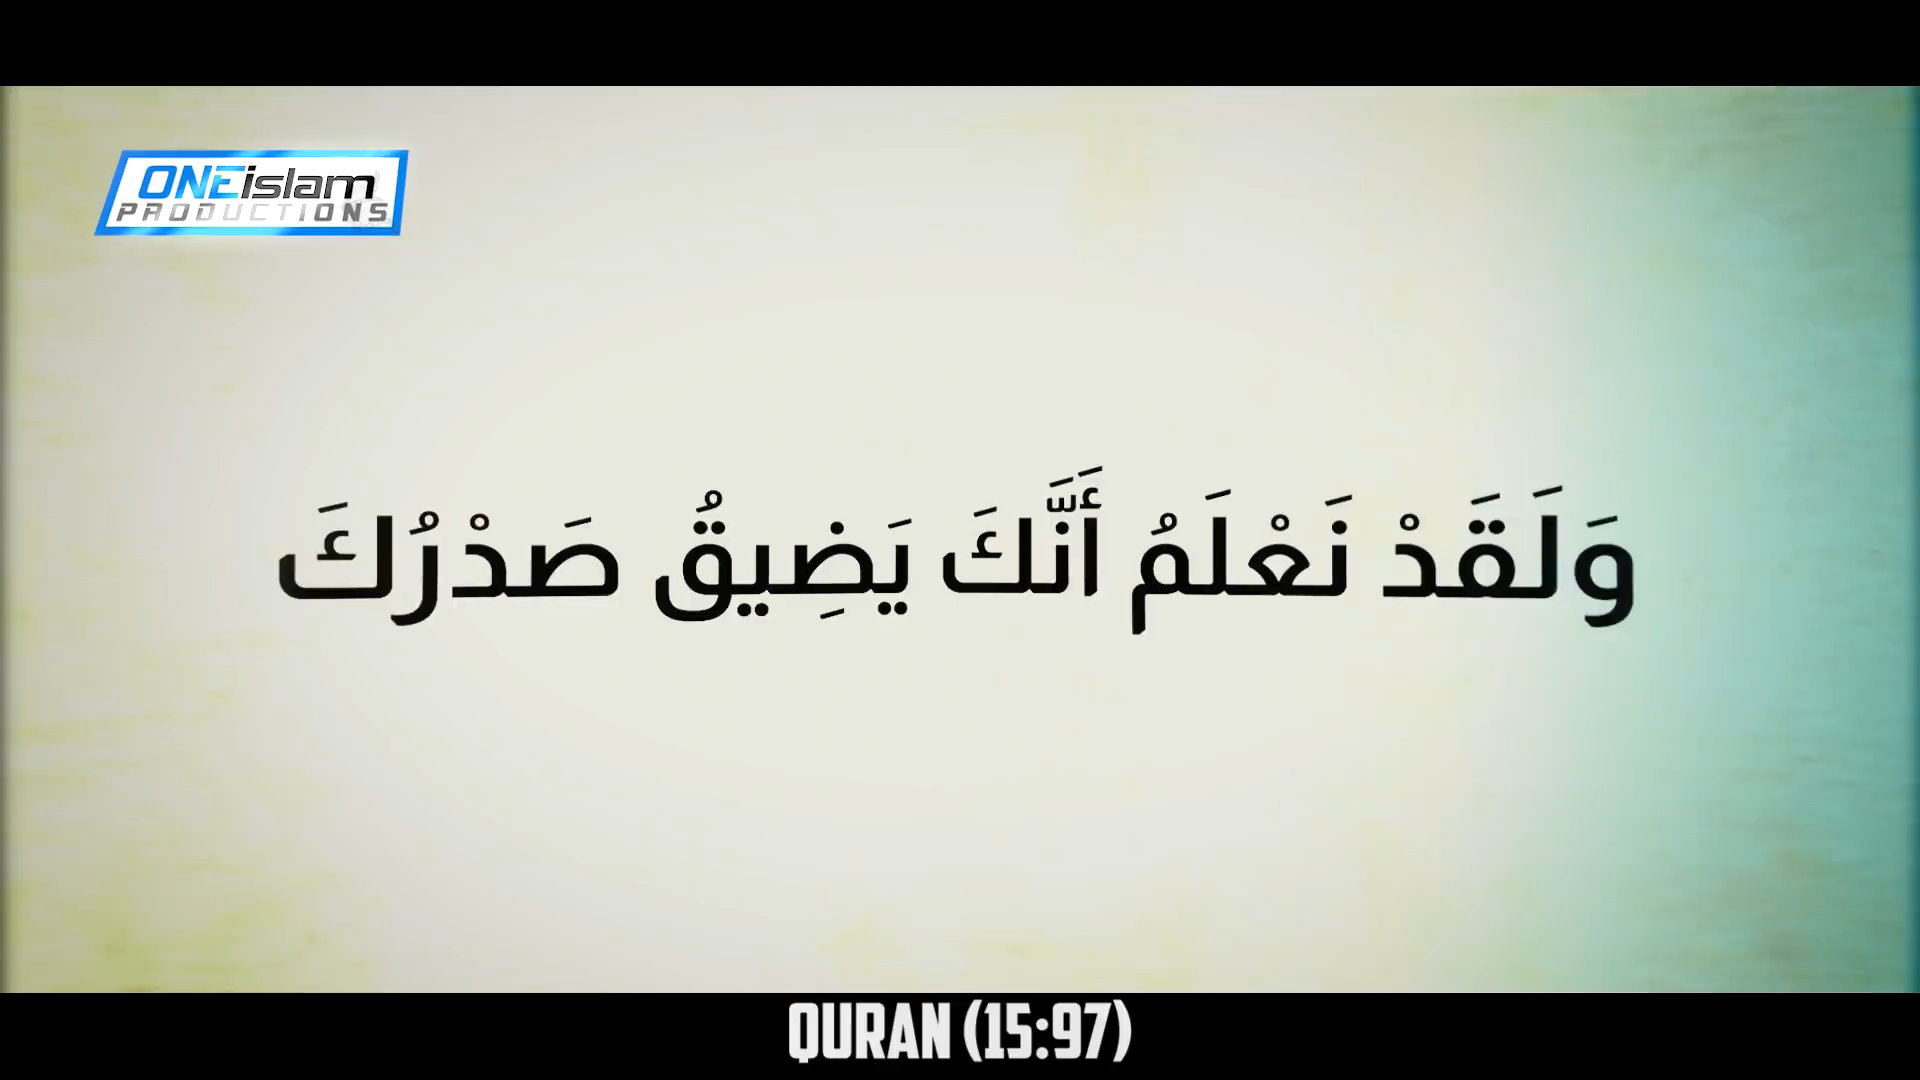 ONEislam
PRODUCTIONS
وَلَقَدْ نَعْلَمُ أَنَّكَ يَضِيقُ صَدْرُكَ
QURAN (15:97)